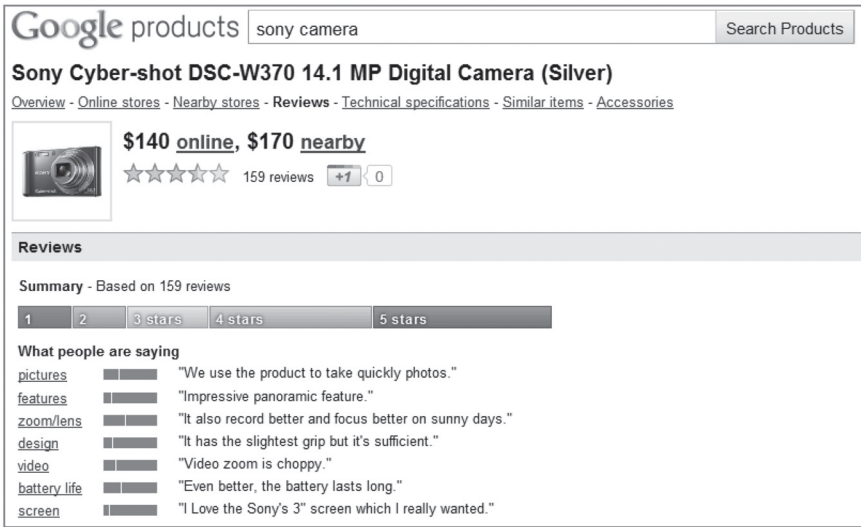 Google products sony camera Search Products
Sony Cyber-shot DSC-W370 14.1 MP Digital Camera (Silver)
Overview - Online stores - Nearby stores - Reviews - Technical specifications - Similar items - Accessories
$140 online, $170 nearby
159 reviews +1 0
Reviews
Summary - Based on 159 reviews
1 2 3 stars 4 stars 5 stars
What people are saying
pictures "We use the product to take quickly photos."
features "Impressive panoramic feature."
zoom/lens "It also record better and focus better on sunny days."
design "It has the slightest grip but it's sufficient."
video "Video zoom is choppy."
battery life "Even better, the battery lasts long."
screen "I Love the Sony's 3" screen which I really wanted."